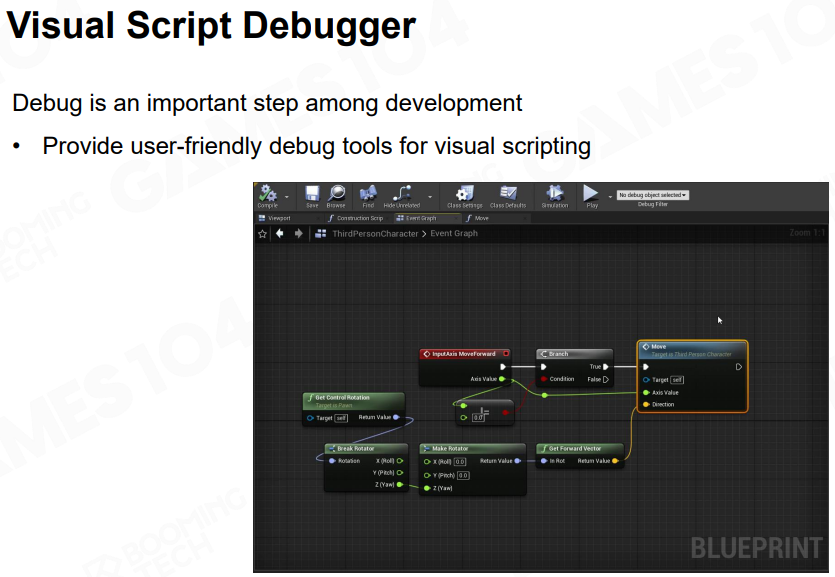 Visual Script Debugger
Debug is an important step among development
• Provide user-friendly debug tools for visual scripting
Compile Save Browse Find Hide Unrelated Class Settings Class Defaults Simulation Play No debug object selected Debug Filter
Viewport Construction Scrip Event Graph Move
ThirdPersonCharacter > Event Graph Zoom 1:1
InputAxis MoveForward
Axis Value
Branch
True
Condition False
Move
Target is Third Person Character
Target self
Axis Value
Direction
!=
0.0
Get Control Rotation
Target is Pawn
Target self Return Value
Break Rotator
Rotation X (Roll)
Y (Pitch)
Z (Yaw)
Make Rotator
X (Roll) 0.0 Return Value
Y (Pitch) 0.0
Z (Yaw)
Get Forward Vector
In Rot Return Value
BLUEPRINT
GAMES104
BOOMING
TECH